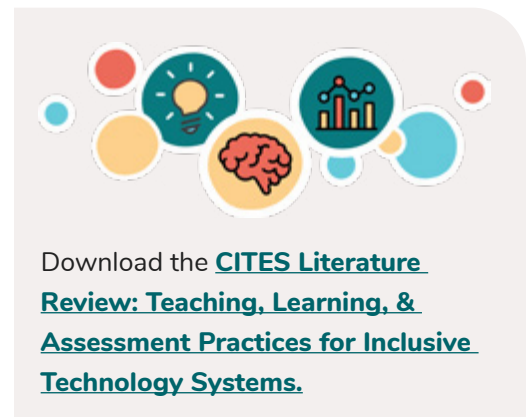 Download the CITES Literature
Review: Teaching, Learning, &
Assessment Practices for Inclusive
Technology Systems.